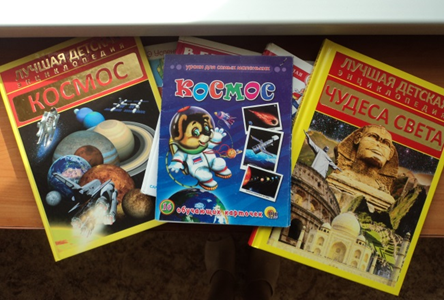 ЛУЧШАЯ ДЕТСКАЯ
ЭНЦИКЛОПЕДИЯ
КОСМОС
уроки для самых маленьких
КОСМОС
обучающих карточек
ЛУЧШАЯ ДЕТСКАЯ
ЭНЦИКЛОПЕДИЯ
ЧУДЕСА СВЕТА